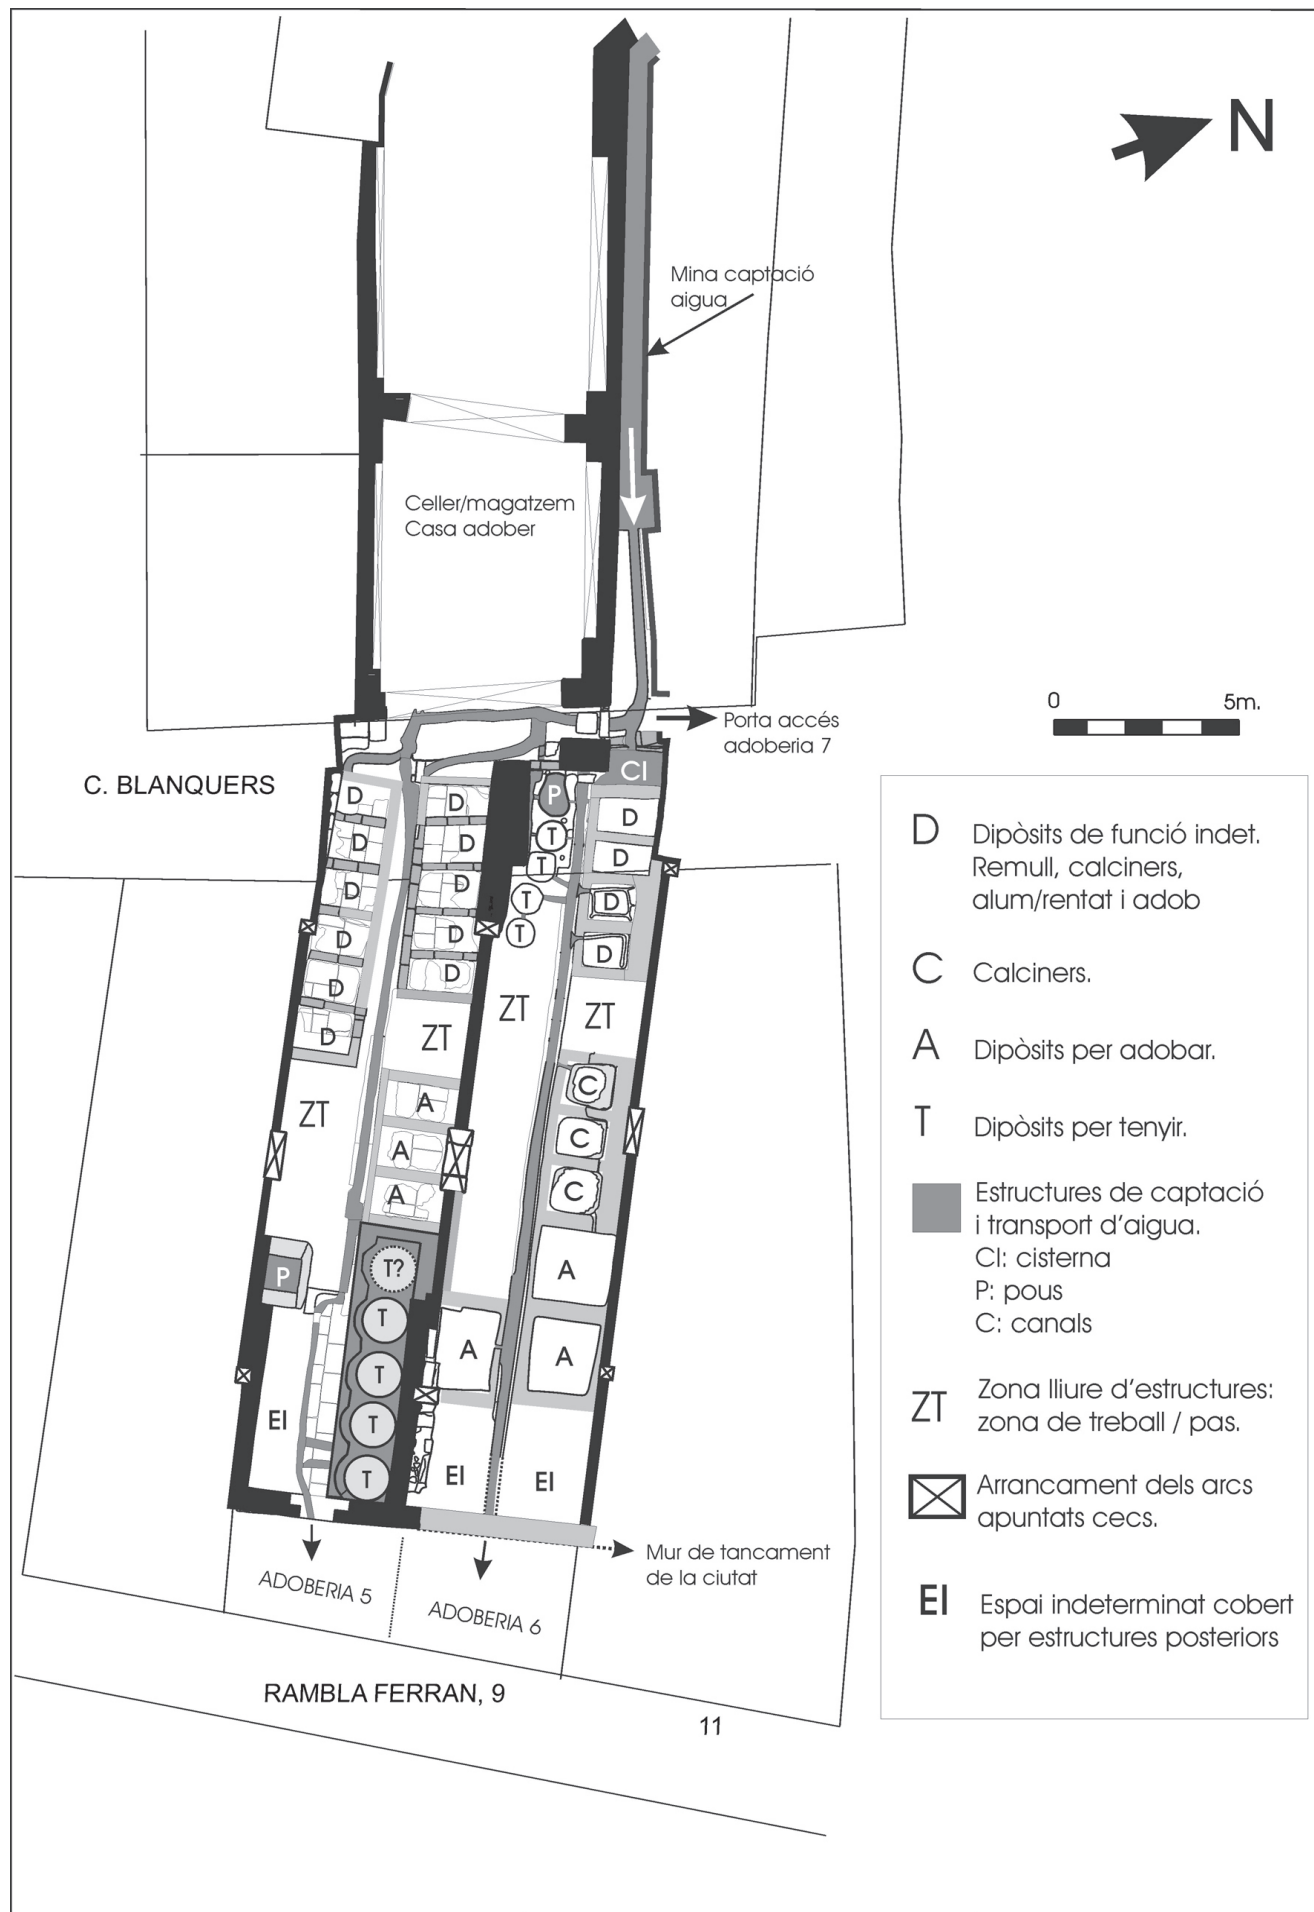 N
Mina captació
aigua
Celler/magatzem
Casa adober
0 5m.
Porta accés
adoberia 7
C. BLANQUERS
CI
P
D
D
D
T
D
D
T
D
D
D
T
D
D
D
T
D
D
D
D
ZT
ZT
D
ZT
C
A
ZT
C
A
C
A
T?
P
A
T
A
A
T
T
EI
T
EI
EI
Mur de tancament
de la ciutat
ADOBERIA 5
ADOBERIA 6
RAMBLA FERRAN, 9
11
D Dipòsits de funció indet.
Remull, calciners,
alum/rentat i adob
C Calciners.
A Dipòsits per adobar.
T Dipòsits per tenyir.
Estructures de captació
i transport d'aigua.
CI: cisterna
P: pous
C: canals
ZT Zona lliure d'estructures:
zona de treball / pas.
Arrancament dels arcs
apuntats cecs.
EI Espai indeterminat cobert
per estructures posteriors